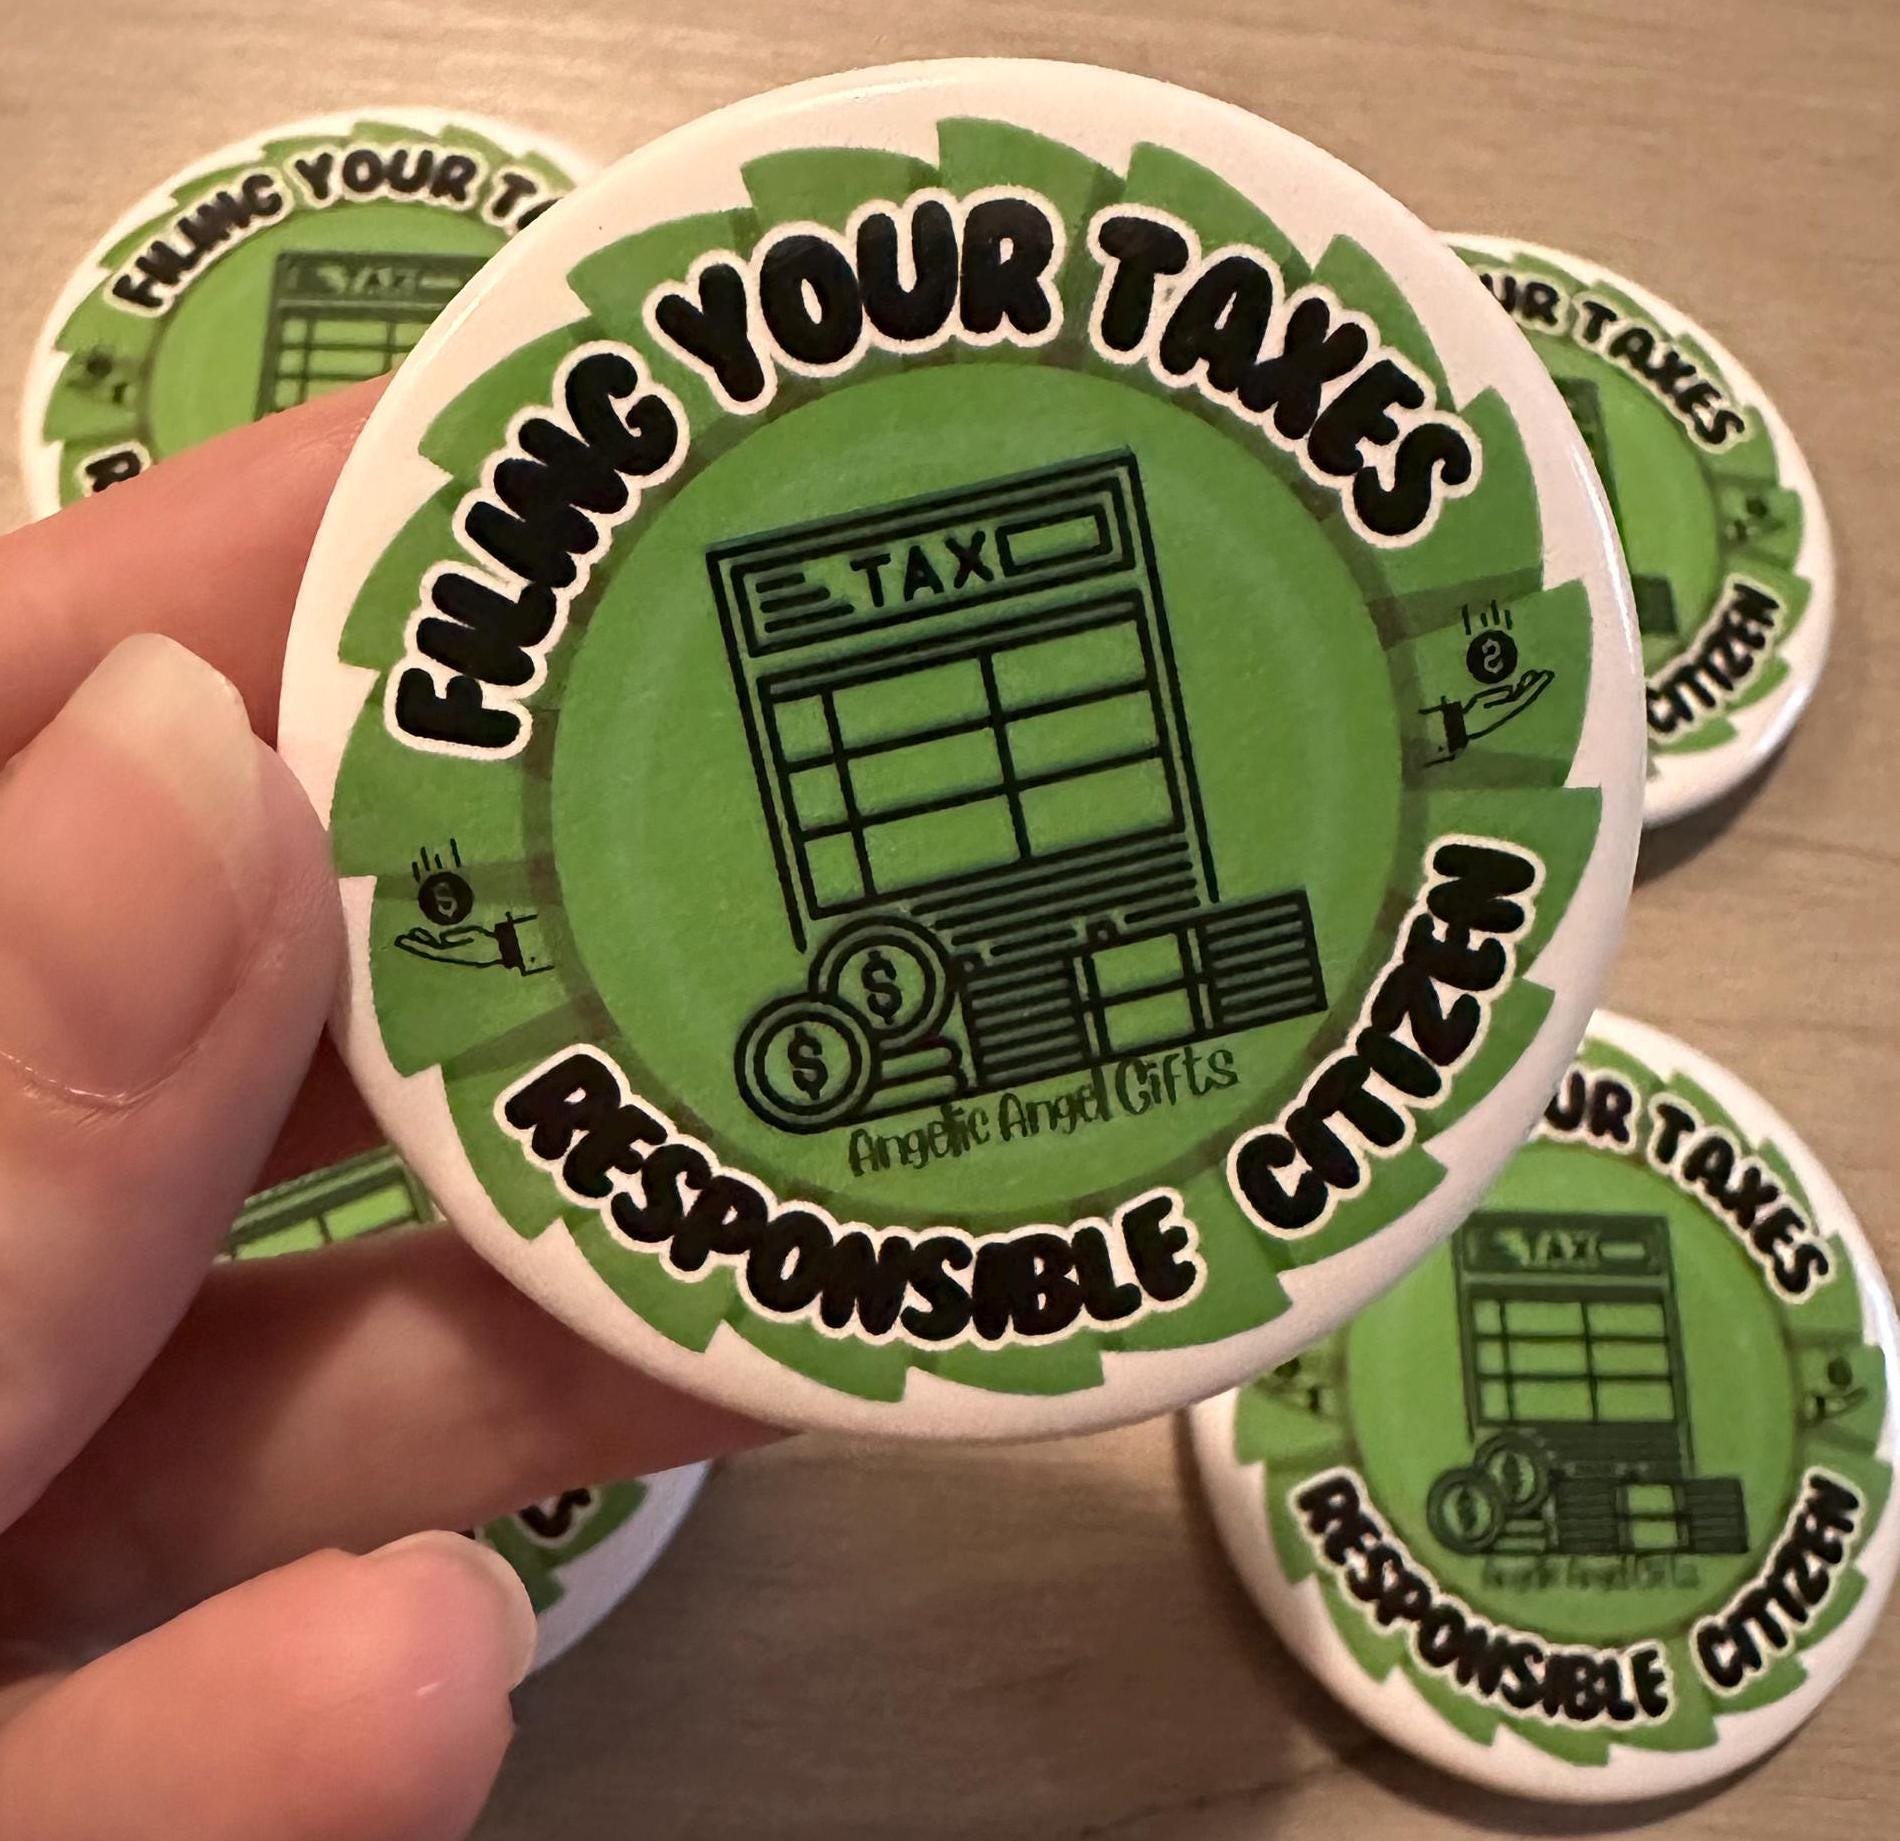 FILING YOUR TAXES
TAX
$
$
$
$
Angelic Angel Gifts
RESPONSIBLE CITIZEN
FILING YOUR TA
TAX
UR TAXES
CITIZEN
UR TAXES
TAX
$
$
RESPONSIBLE CITIZEN